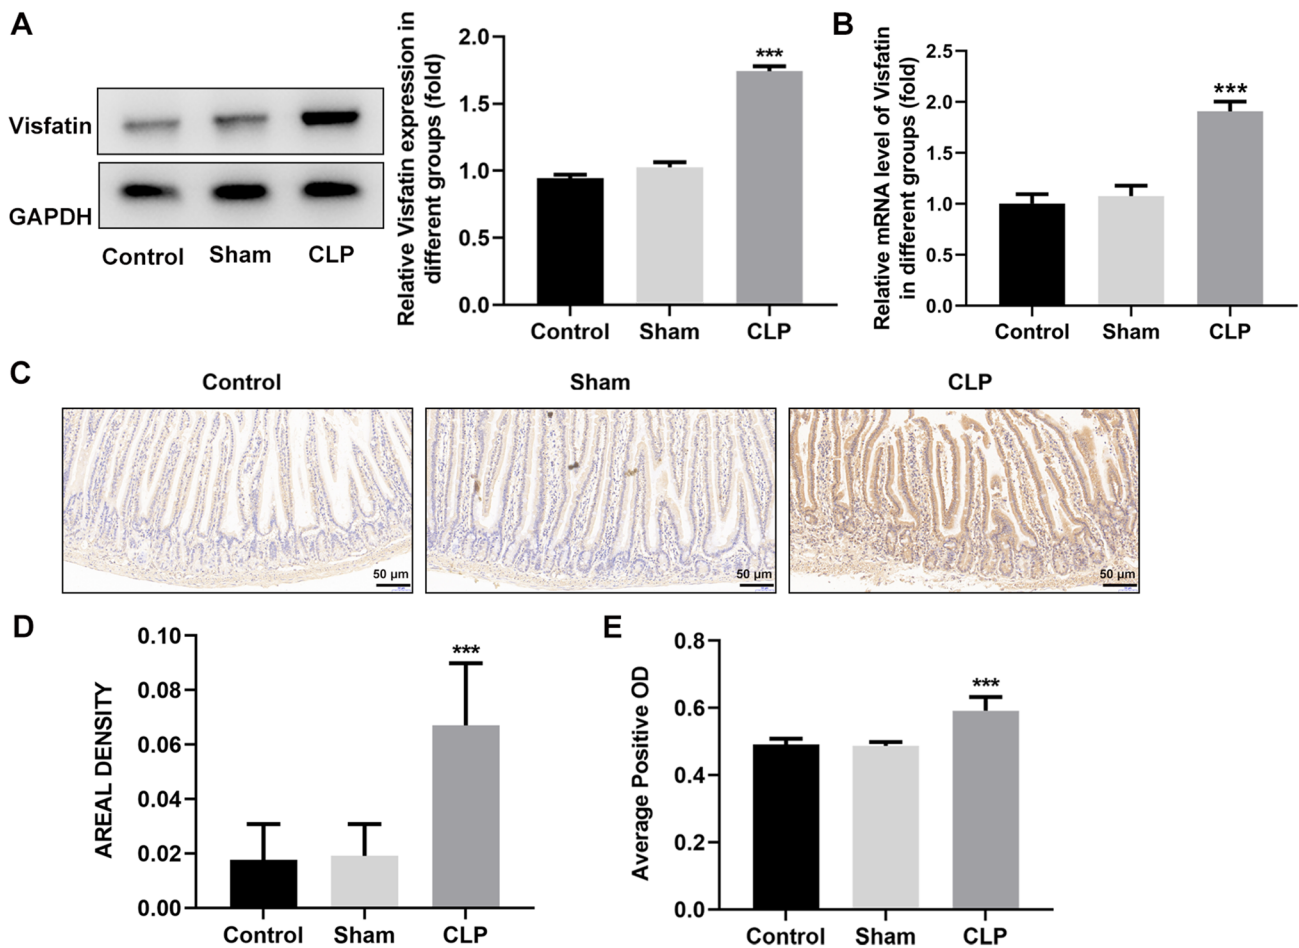 A
Visfatin
GAPDH
Control Sham CLP
Relative Visfatin expression in
different groups (fold)
2.0
1.5
1.0
0.5
0.0
***
Control Sham CLP
B
Relative mRNA level of Visfatin
in different groups (fold)
2.5
2.0
1.5
1.0
0.5
0.0
***
Control Sham CLP
C
Control Sham CLP
50 μm
50 μm
50 μm
D
AREAL DENSITY
0.10
0.08
0.06
0.04
0.02
0.00
***
Control Sham CLP
E
Average Positive OD
0.8
0.6
0.4
0.2
0.0
***
Control Sham CLP